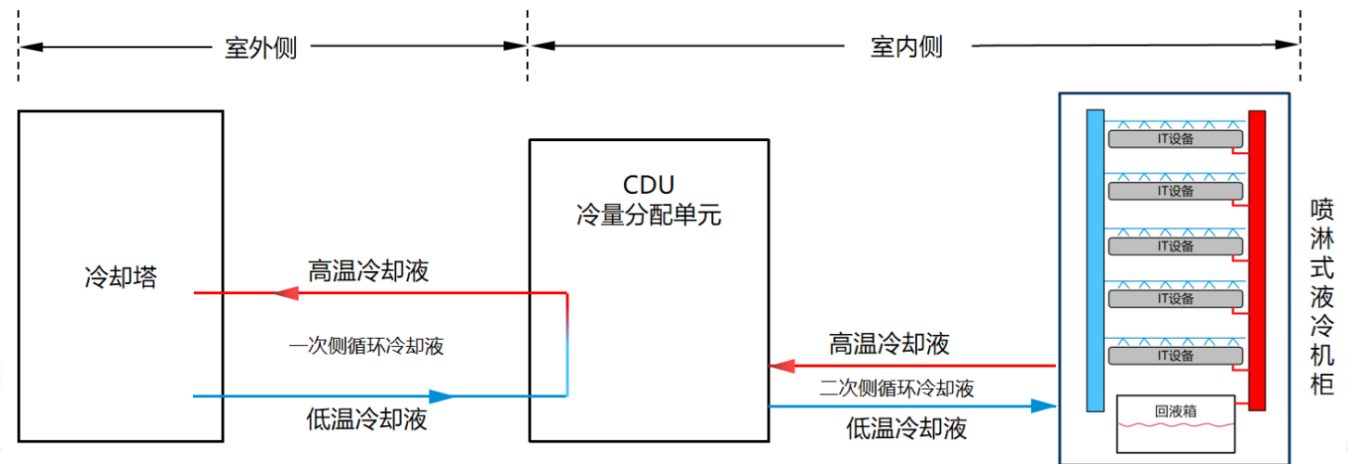 室外侧
室内侧
CDU
冷量分配单元
冷却塔
高温冷却液
一次侧循环冷却液
低温冷却液
高温冷却液
二次侧循环冷却液
低温冷却液
IT设备
IT设备
IT设备
IT设备
IT设备
回液箱
喷淋式液冷机柜